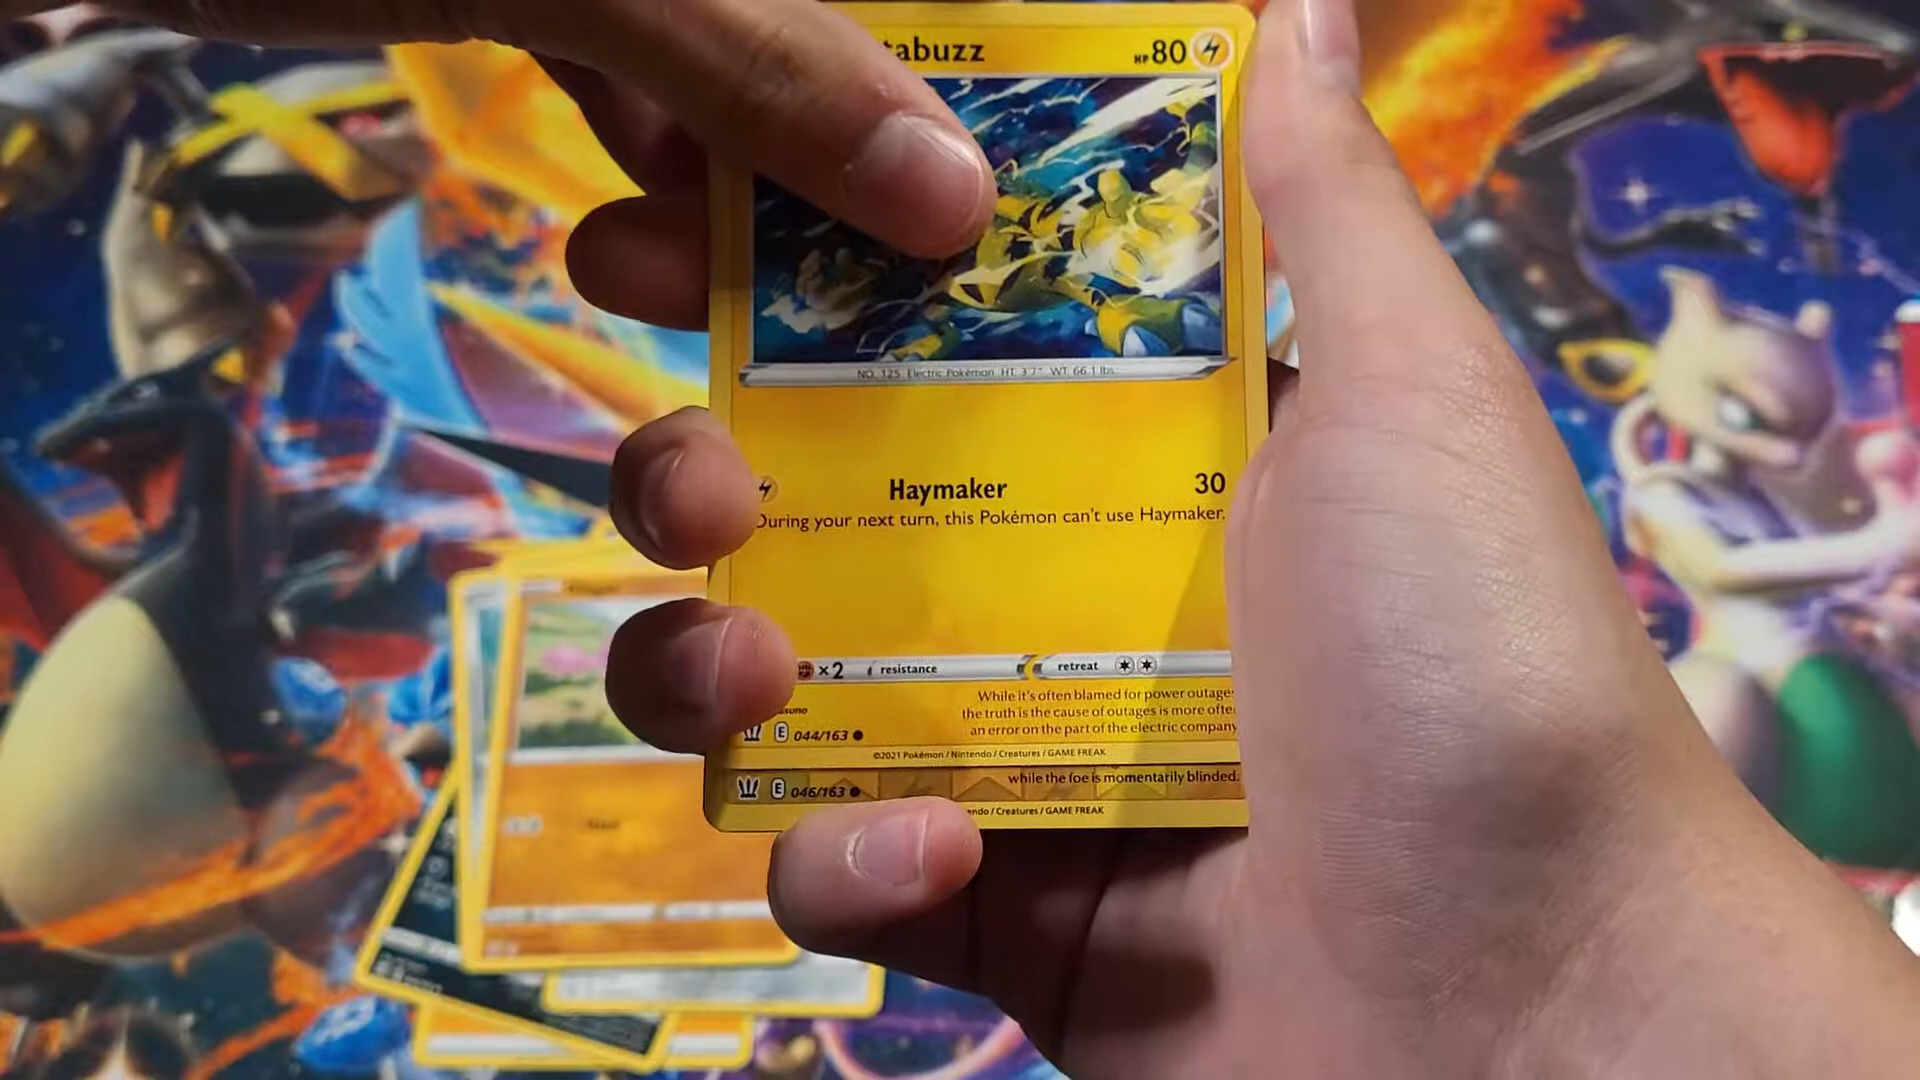 tabuzz HP 80
NO. 125 Electric Pokémon HT: 3'7" WT: 66.1 lbs.
Haymaker 30
During your next turn, this Pokémon can't use Haymaker.
×2 resistance retreat
While it's often blamed for power outages
the truth is the cause of outages is more ofte
an error on the part of the electric company
suno
E 044/163
©2021 Pokémon / Nintendo / Creatures / GAME FREAK
while the foe is momentarily blinded.
E 046/163
endo / Creatures / GAME FREAK